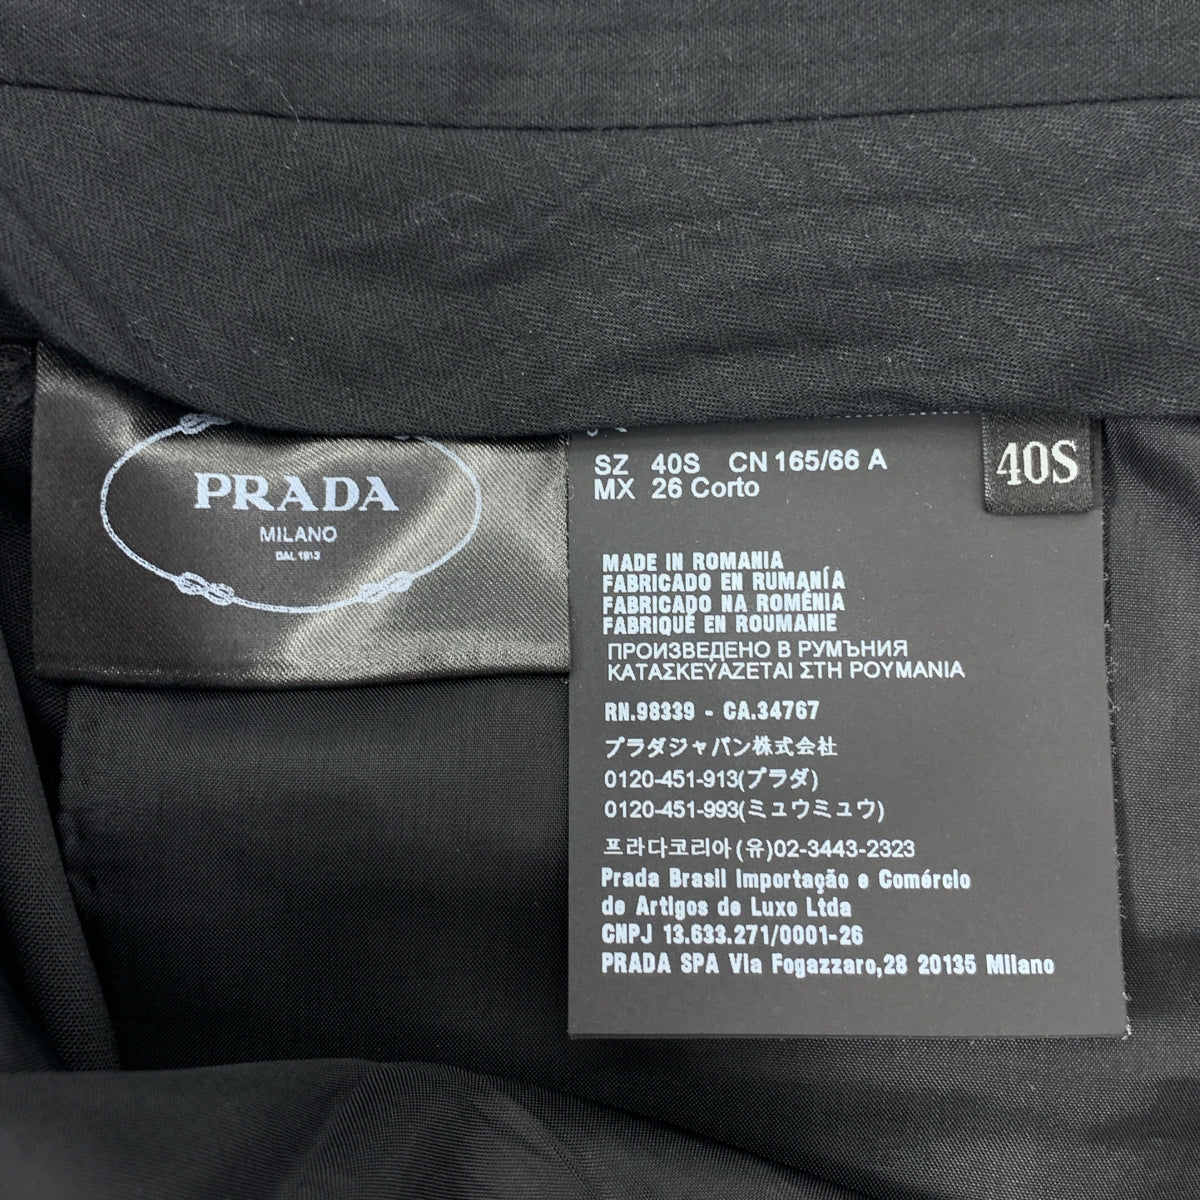 PRADA
MILANO
DAL 1913
SZ 40S CN 165/66 A
MX 26 Corto
40S
MADE IN ROMANIA
FABRICADO EN RUMANÍA
FABRICADO NA ROMÉNIA
FABRIQUÉ EN ROUMANIE
ПРОИЗВЕДЕНО В РУМЪНИЯ
ΚΑΤΑΣΚΕΥΑΖΕΤΑΙ ΣΤΗ ΡΟΥΜΑΝΙΑ
RN.98339 - CA.34767
プラダジャパン株式会社
0120-451-913(プラダ)
0120-451-993(ミュウミュウ)
프라다코리아(유)02-3443-2323
Prada Brasil Importação e Comércio
de Artigos de Luxo Ltda
CNPJ 13.633.271/0001-26
PRADA SPA Via Fogazzaro,28 20135 Milano